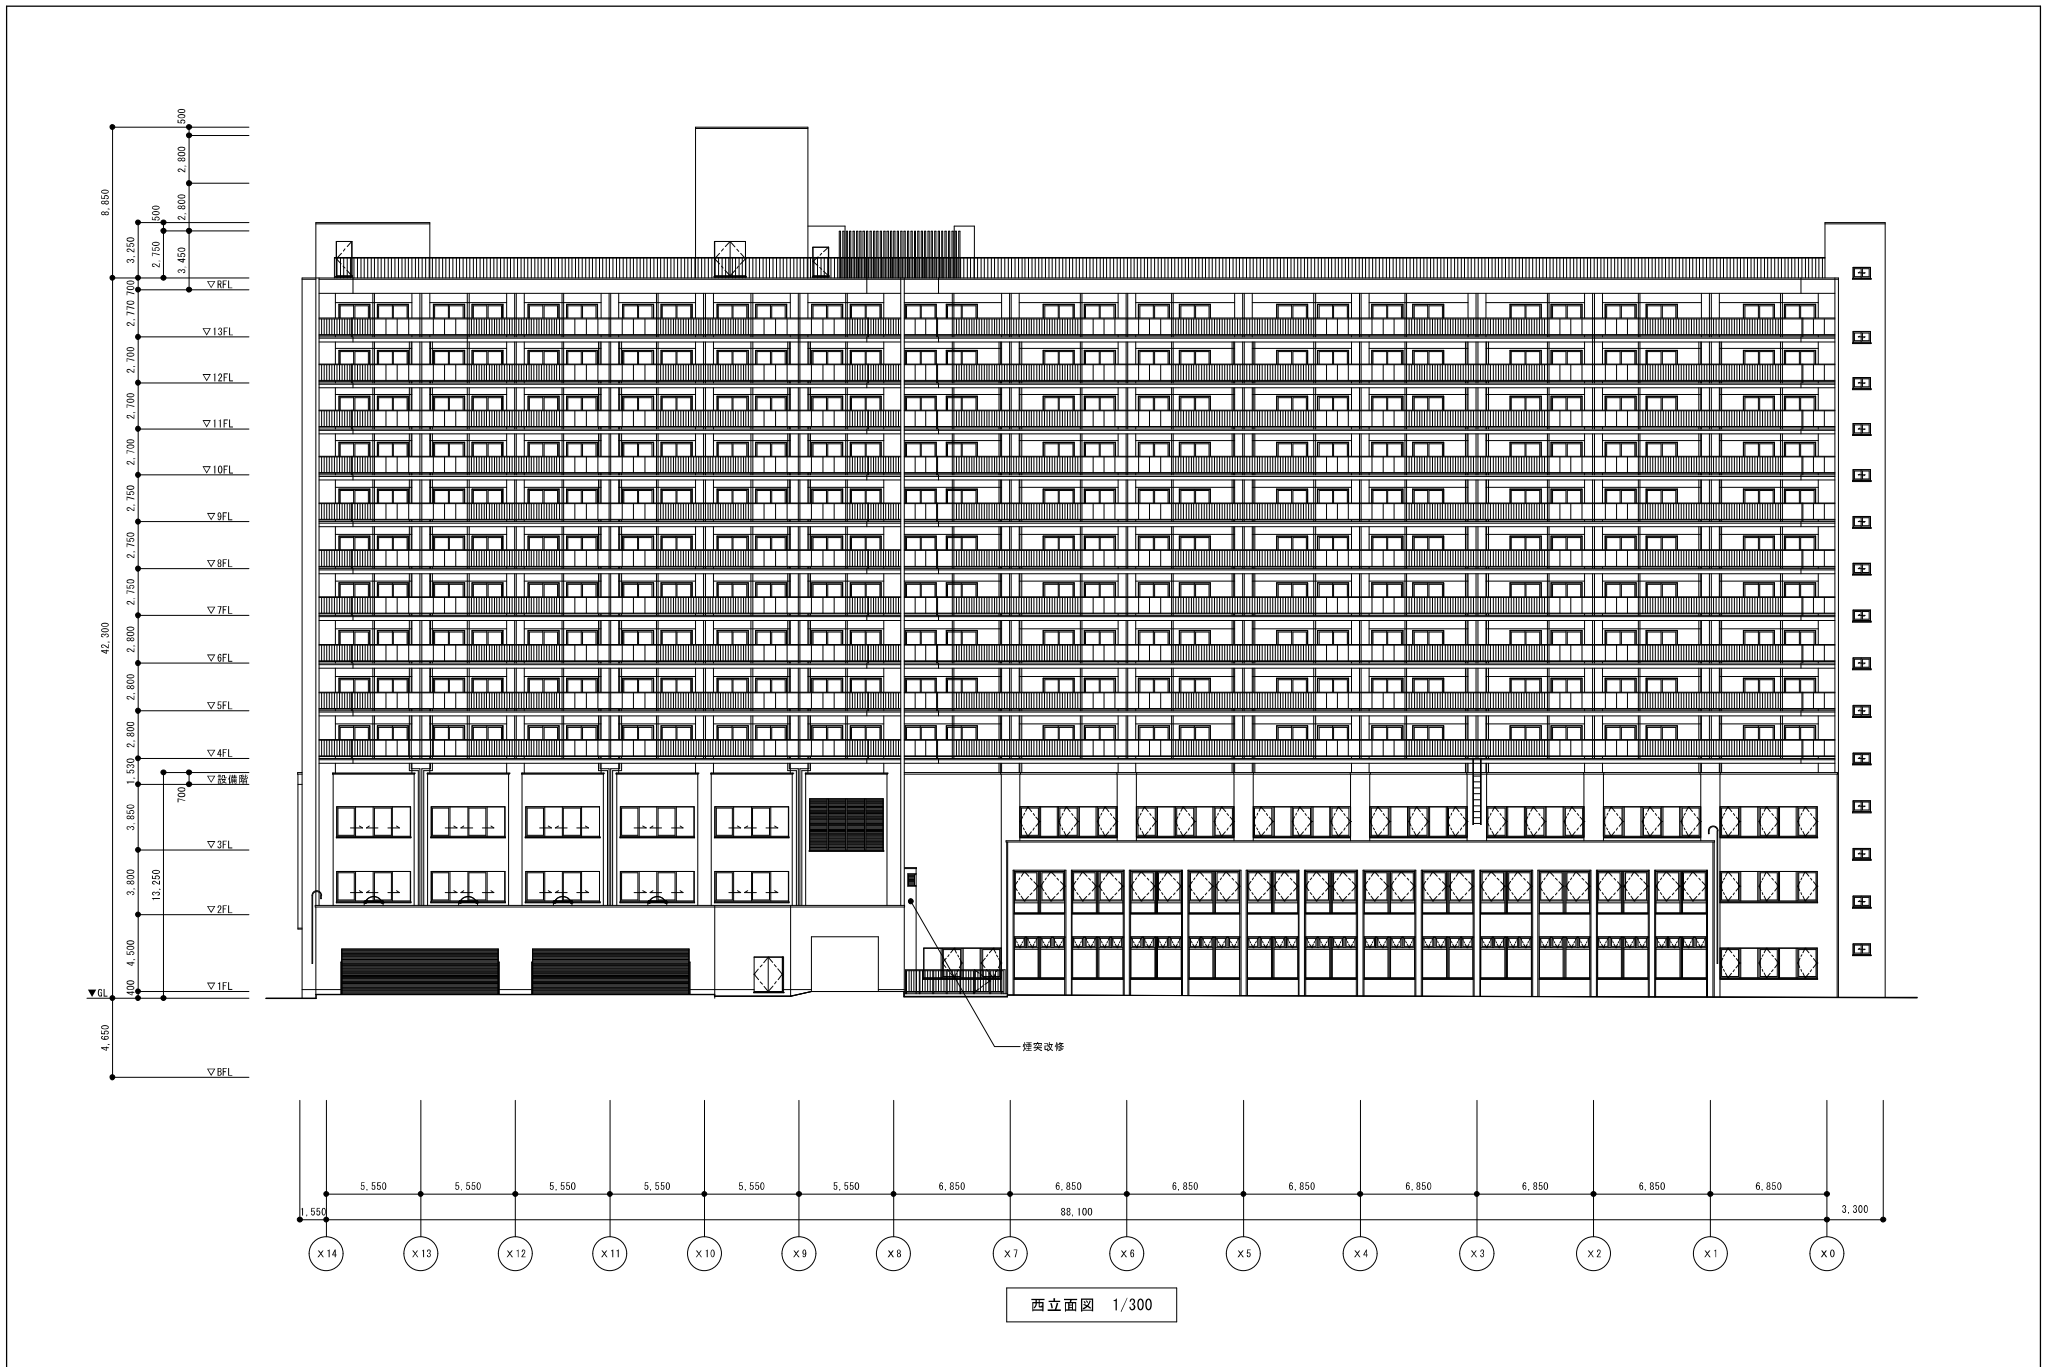 500
2,800
2,800
3,450
8,850
500
2,750
3,250
700
▽RFL
2,770
▽13FL
2,700
▽12FL
2,700
▽11FL
2,700
▽10FL
2,750
▽9FL
2,750
▽8FL
2,750
▽7FL
42,300
2,800
▽6FL
2,800
▽5FL
2,800
▽4FL
1,530
▽設備階
700
3,850
▽3FL
3,800
13,250
▽2FL
4,500
▽1FL
400
▼GL
4,650
▽BFL
煙突改修
5,550 5,550 5,550 5,550 5,550 5,550 6,850 6,850 6,850 6,850 6,850 6,850 6,850 6,850
1,550 88,100 3,300
X14 X13 X12 X11 X10 X9 X8 X7 X6 X5 X4 X3 X2 X1 X0
西立面図 1/300